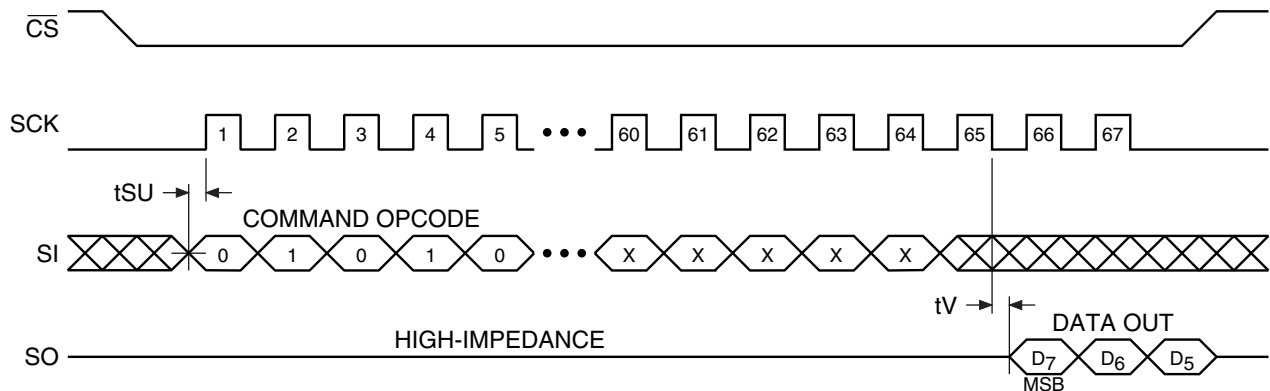 CS
SCK 1 2 3 4 5 ••• 60 61 62 63 64 65 66 67
tSU
COMMAND OPCODE
SI 0 1 0 1 0 ••• X X X X X
tV
HIGH-IMPEDANCE
DATA OUT
SO D7 D6 D5
MSB